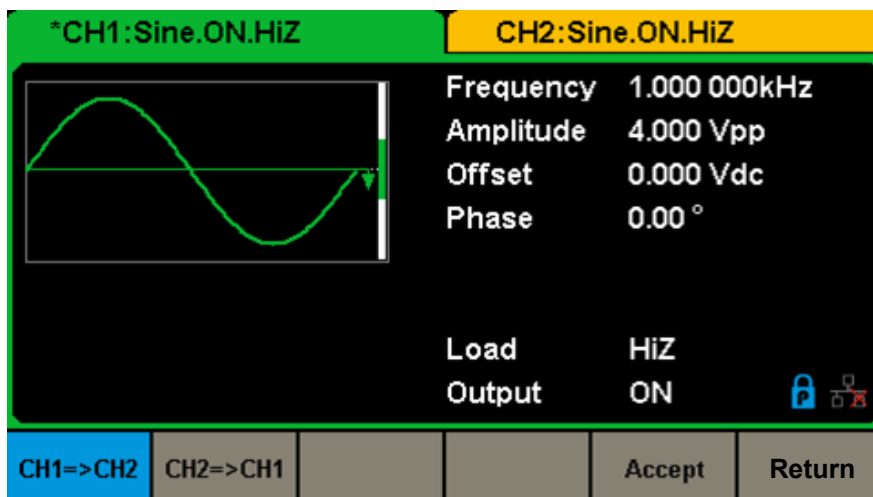 *CH1:Sine.ON.HiZ
CH2:Sine.ON.HiZ
Frequency 1.000 000kHz
Amplitude 4.000 Vpp
Offset 0.000 Vdc
Phase 0.00 °
Load HiZ
Output ON
P
CH1=>CH2 CH2=>CH1 Accept Return